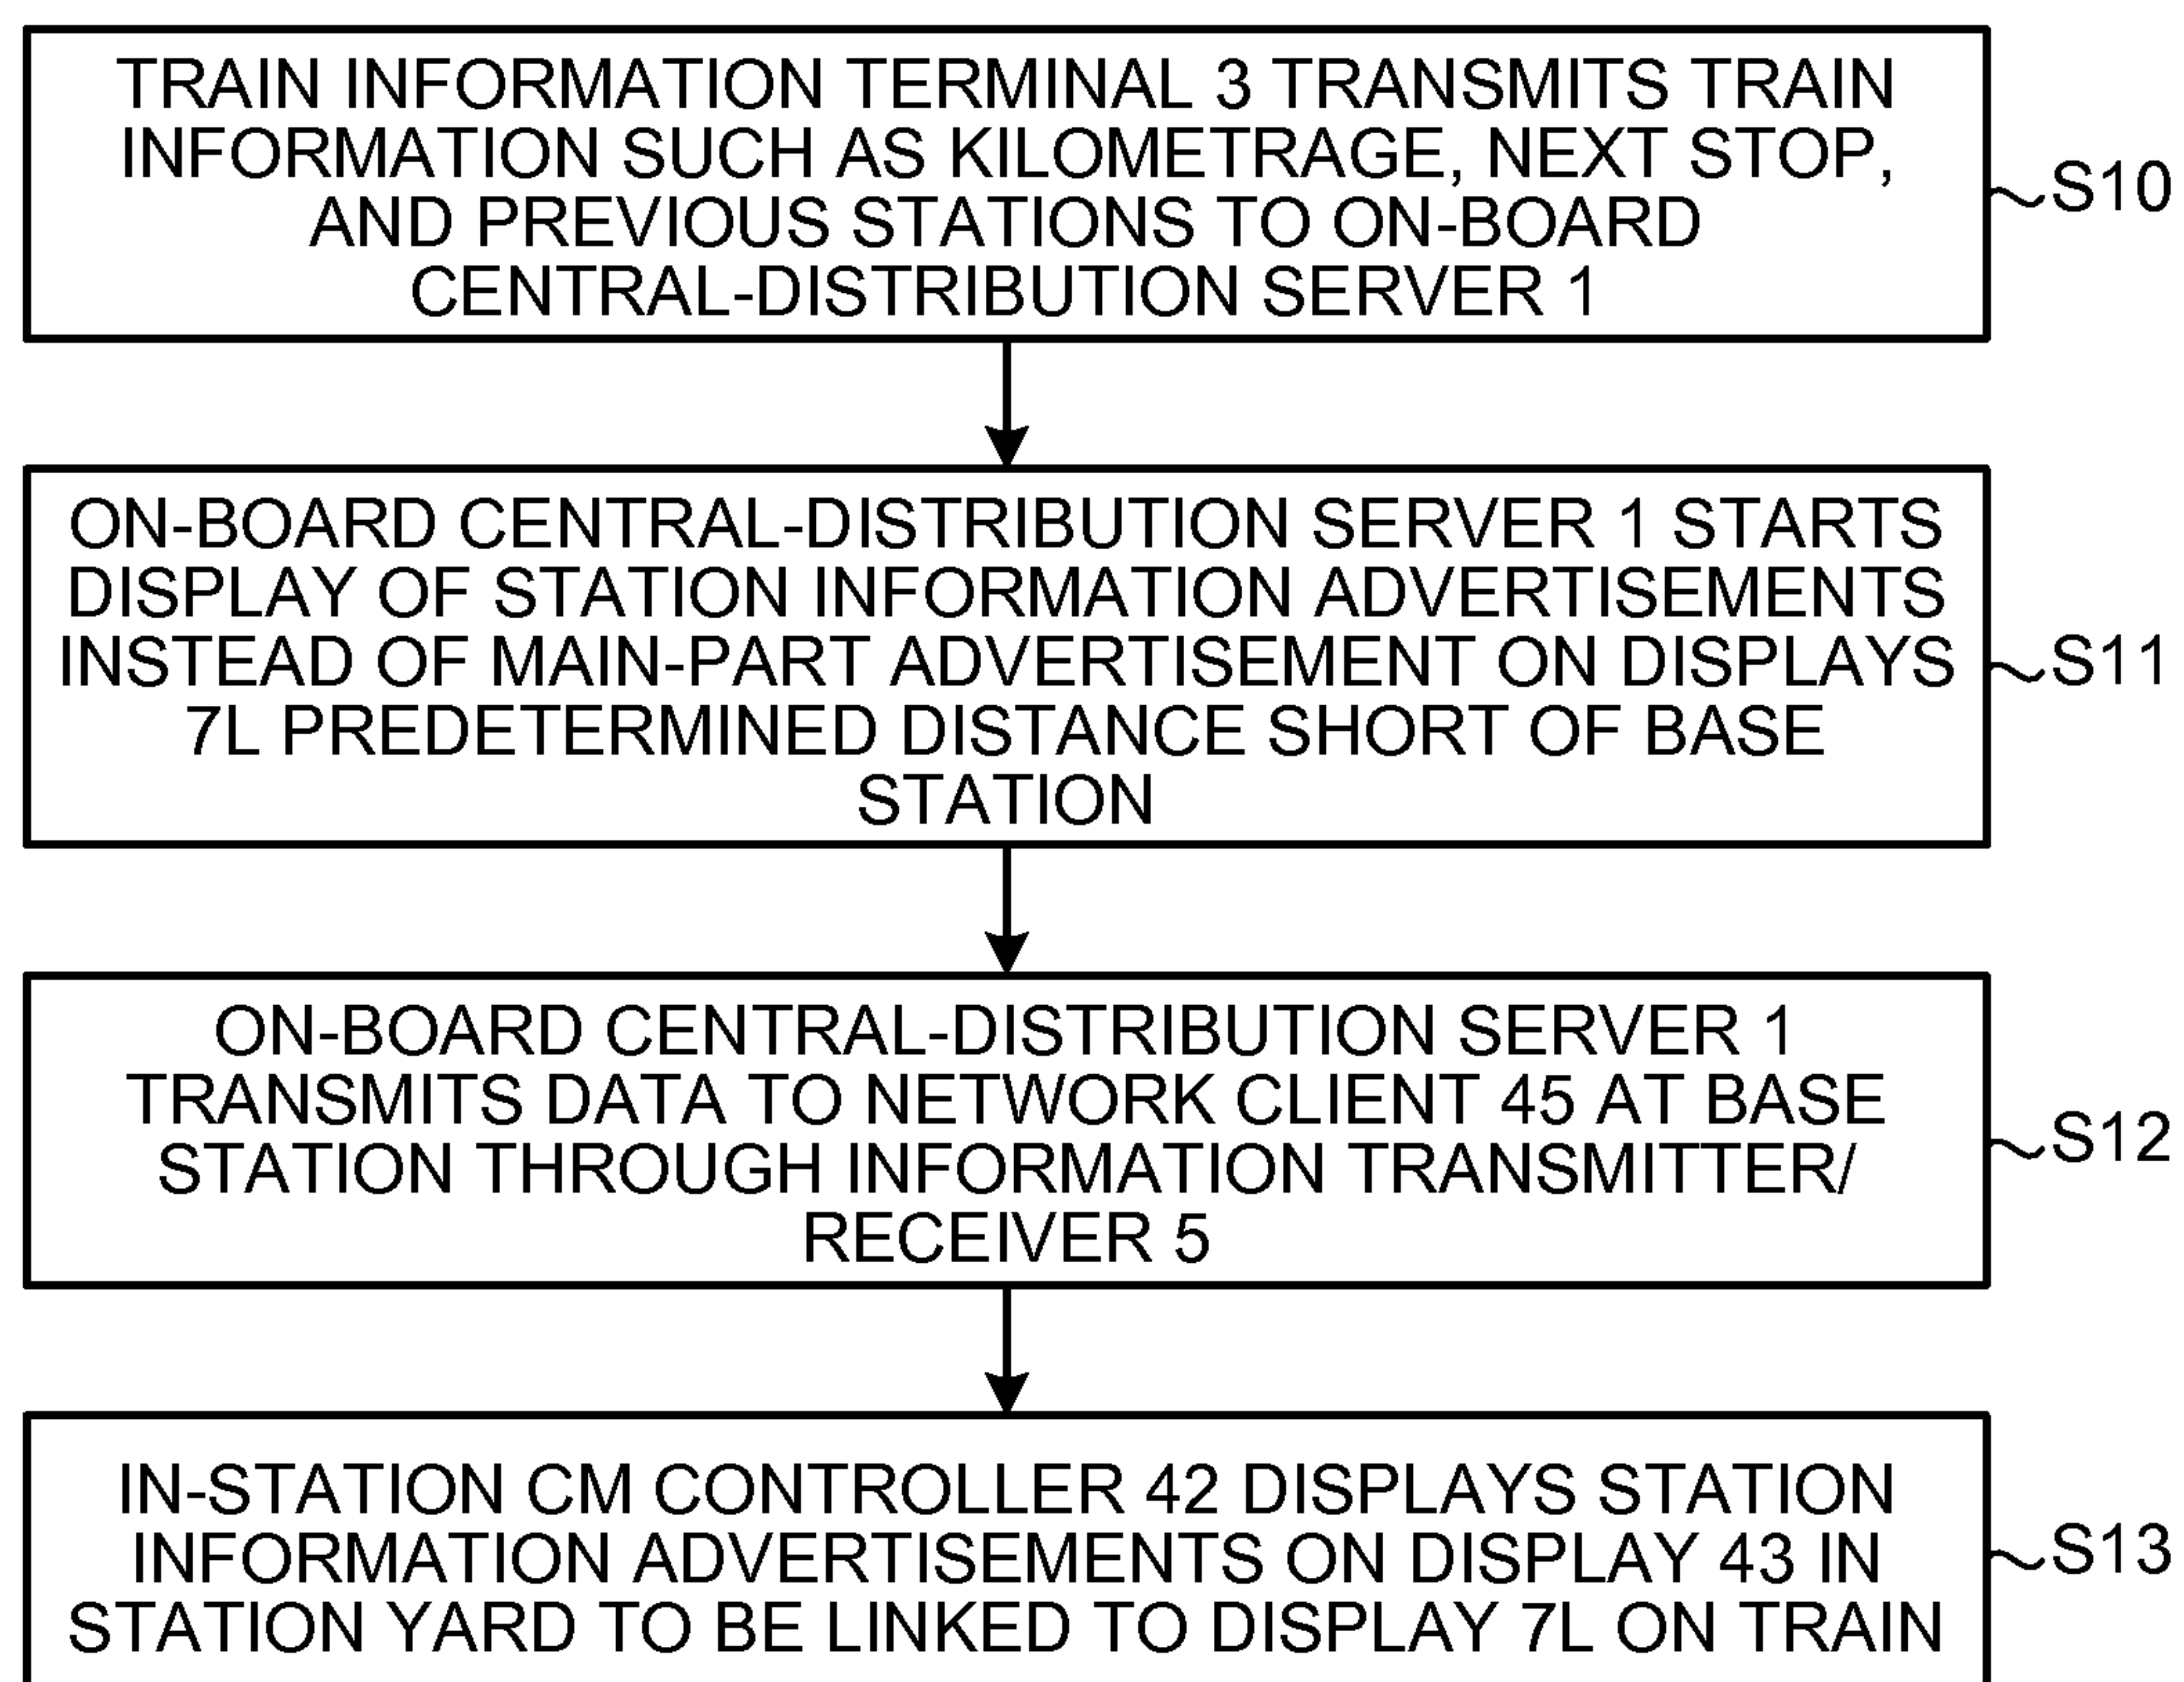 TRAIN INFORMATION TERMINAL 3 TRANSMITS TRAIN
INFORMATION SUCH AS KILOMETRAGE, NEXT STOP,
AND PREVIOUS STATIONS TO ON-BOARD
CENTRAL-DISTRIBUTION SERVER 1
S10
ON-BOARD CENTRAL-DISTRIBUTION SERVER 1 STARTS
DISPLAY OF STATION INFORMATION ADVERTISEMENTS
INSTEAD OF MAIN-PART ADVERTISEMENT ON DISPLAYS
7L PREDETERMINED DISTANCE SHORT OF BASE
STATION
S11
ON-BOARD CENTRAL-DISTRIBUTION SERVER 1
TRANSMITS DATA TO NETWORK CLIENT 45 AT BASE
STATION THROUGH INFORMATION TRANSMITTER/
RECEIVER 5
S12
IN-STATION CM CONTROLLER 42 DISPLAYS STATION
INFORMATION ADVERTISEMENTS ON DISPLAY 43 IN
STATION YARD TO BE LINKED TO DISPLAY 7L ON TRAIN
S13